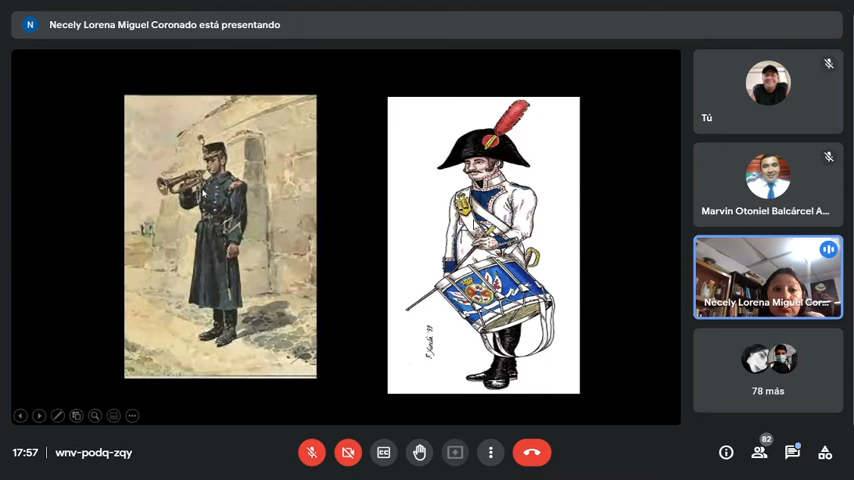 N Necely Lorena Miguel Coronado está presentando
Tú
Marvin Otoniel Balcárcel A...
Necely Lorena Miguel Cor...
78 más
17:57 | wnv-podq-zqy
82